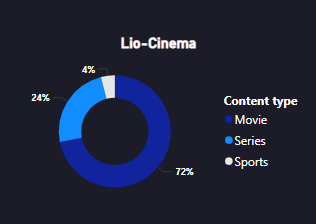 Lio-Cinema
4%
24%
72%
Content type
Movie
Series
Sports